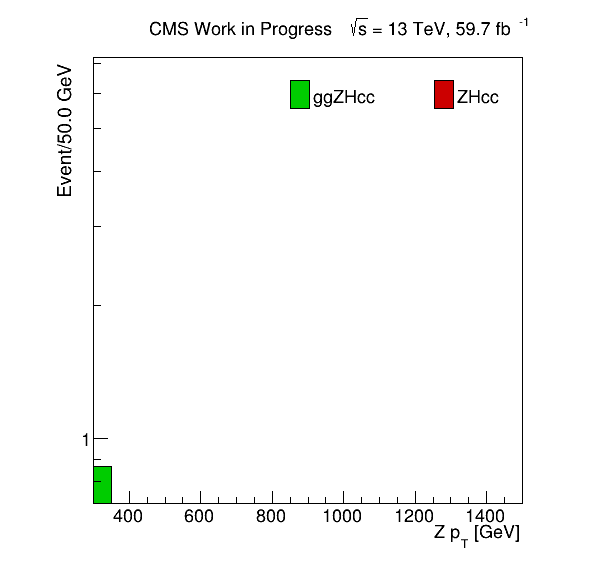 CMS Work in Progress √s = 13 TeV, 59.7 fb⁻¹
Event/50.0 GeV
ggZHcc ZHcc
1
400 600 800 1000 1200 1400
Z p_T [GeV]